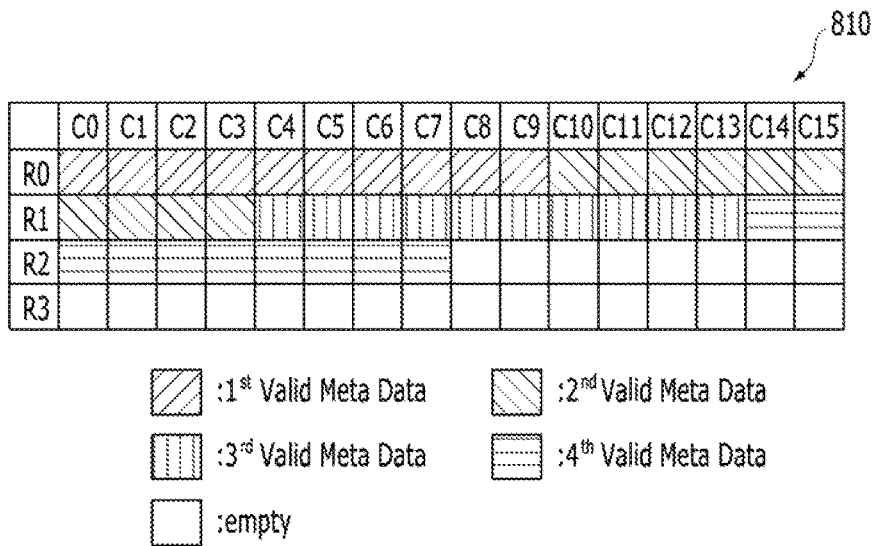 810
C0 C1 C2 C3 C4 C5 C6 C7 C8 C9 C10 C11 C12 C13 C14 C15
R0
R1
R2
R3
:1st Valid Meta Data :2nd Valid Meta Data
:3rd Valid Meta Data :4th Valid Meta Data
:empty